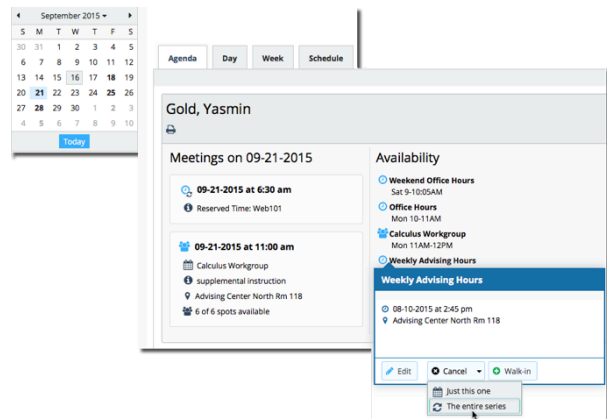 September 2015
S M T W T F S
30 31 1 2 3 4 5
6 7 8 9 10 11 12
13 14 15 16 17 18 19
20 21 22 23 24 25 26
27 28 29 30 1 2 3
4 5 6 7 8 9 10
Today
Agenda Day Week Schedule
Gold, Yasmin
Meetings on 09-21-2015
09-21-2015 at 6:30 am
Reserved Time: Web101
09-21-2015 at 11:00 am
Calculus Workgroup
supplemental instruction
Advising Center North Rm 118
6 of 6 spots available
Availability
Weekend Office Hours
Sat 9-10:05AM
Office Hours
Mon 10-11AM
Calculus Workgroup
Mon 11AM-12PM
Weekly Advising Hours
Weekly Advising Hours
08-10-2015 at 2:45 pm
Advising Center North Rm 118
Edit Cancel Walk-in
Just this one
The entire series